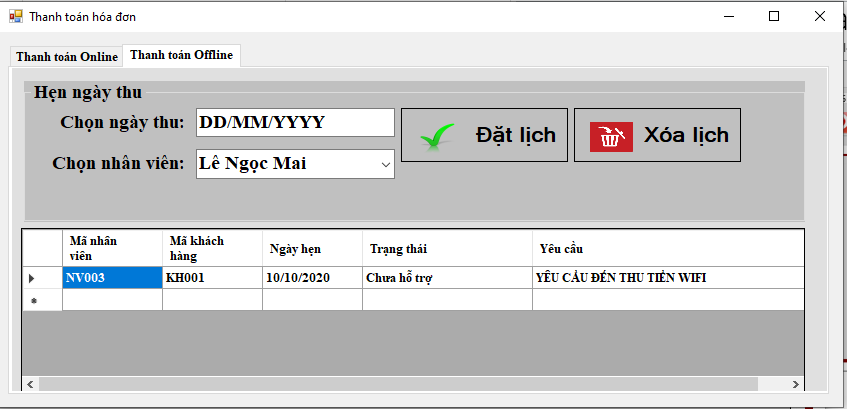 Thanh toán hóa đơn
Thanh toán Online
Thanh toán Offline
Hẹn ngày thu
Chọn ngày thu:
DD/MM/YYYY
Đặt lịch
Xóa lịch
Chọn nhân viên:
Lê Ngọc Mai
Mã nhân
viên
Mã khách
hàng
Ngày hẹn
Trạng thái
Yêu cầu
NV003
KH001
10/10/2020
Chưa hỗ trợ
YÊU CẦU ĐẾN THU TIỀN WIFI